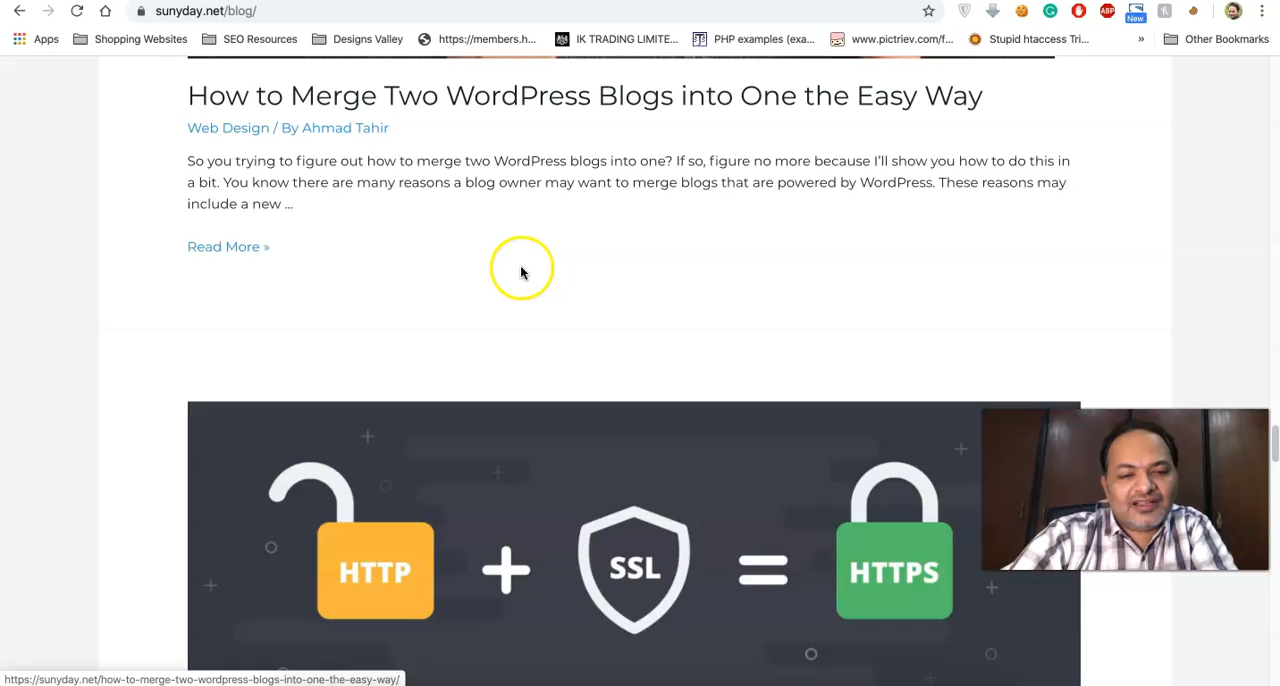 sunyday.net/blog/
ABP
New
Apps Shopping Websites SEO Resources Designs Valley https://members.h... IK TRADING LIMITE... PHP examples (exa... www.pictriev.com/f... Stupid htaccess Tri... » Other Bookmarks
How to Merge Two WordPress Blogs into One the Easy Way
Web Design / By Ahmad Tahir
So you trying to figure out how to merge two WordPress blogs into one? If so, figure no more because I’ll show you how to do this in
a bit. You know there are many reasons a blog owner may want to merge blogs that are powered by WordPress. These reasons may
include a new …
Read More »
HTTP + SSL = HTTPS
https://sunyday.net/how-to-merge-two-wordpress-blogs-into-one-the-easy-way/